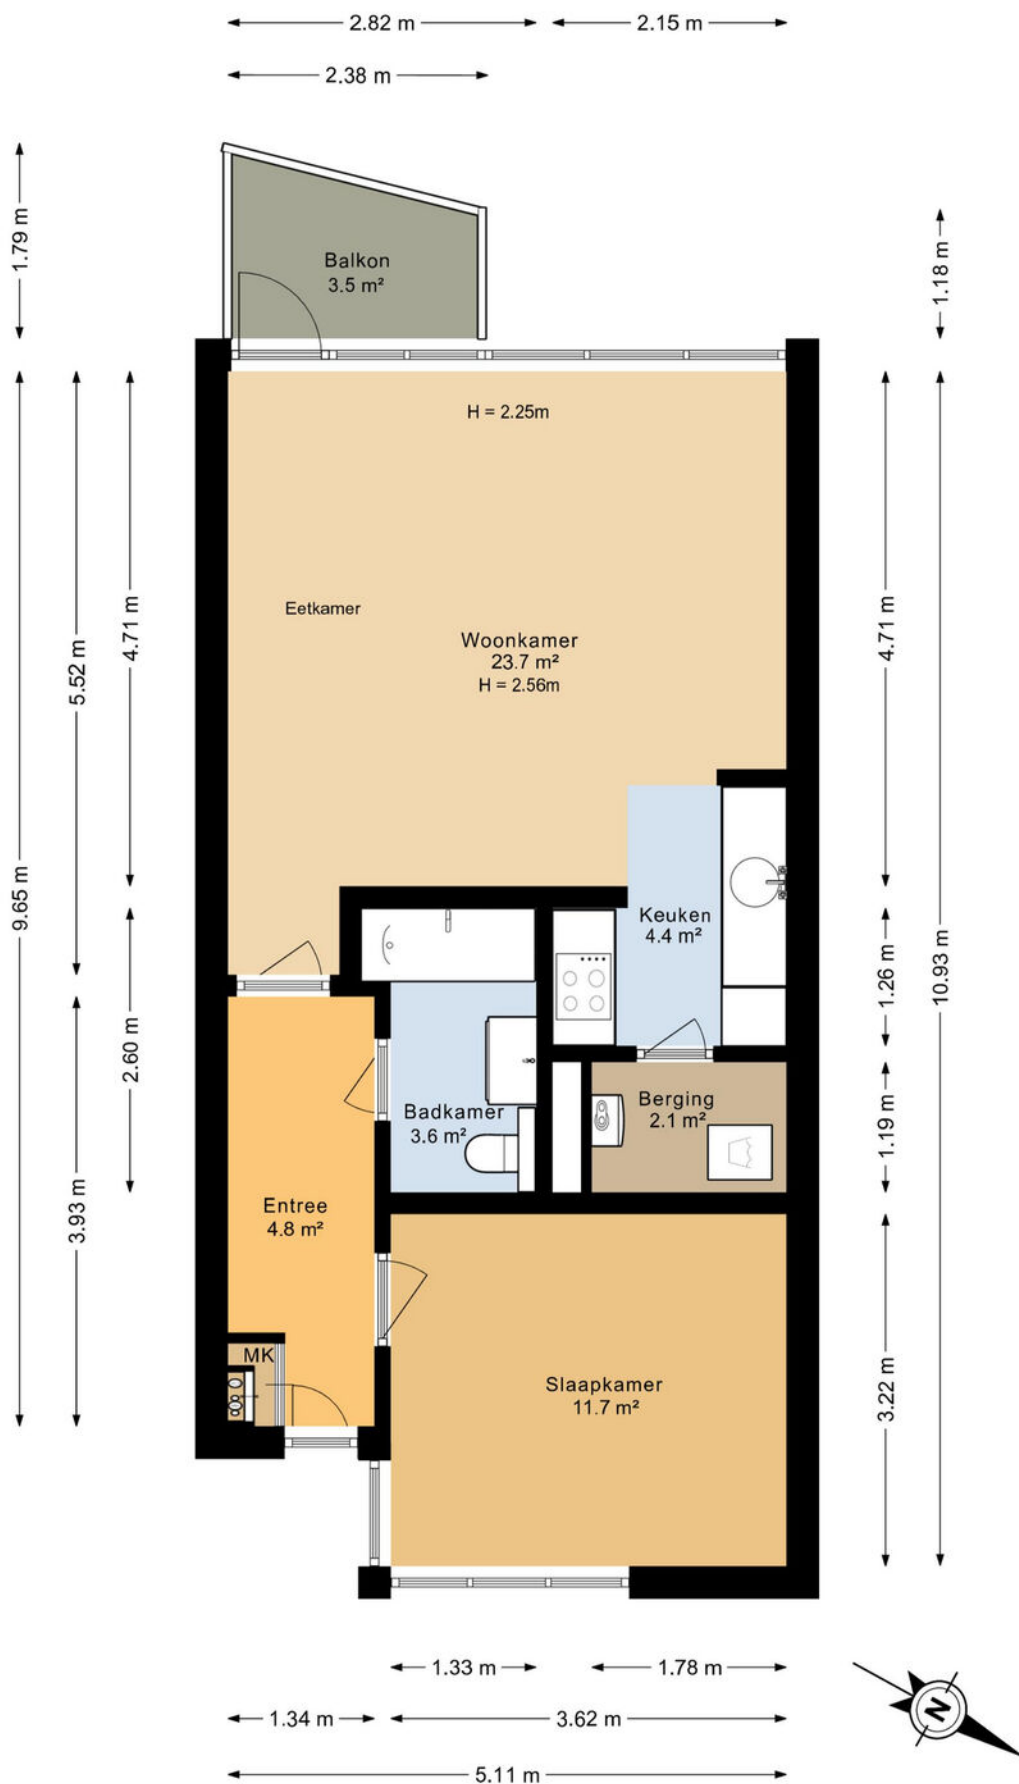 2.82 m
2.15 m
2.38 m
1.79 m
1.18 m
Balkon
3.5 m²
H = 2.25m
Eetkamer
Woonkamer
23.7 m²
H = 2.56m
4.71 m
4.71 m
5.52 m
9.65 m
10.93 m
Keuken
4.4 m²
1.26 m
2.60 m
Badkamer
3.6 m²
Berging
2.1 m²
1.19 m
Entree
4.8 m²
3.93 m
MK
Slaapkamer
11.7 m²
3.22 m
1.33 m
1.78 m
1.34 m
3.62 m
N
5.11 m